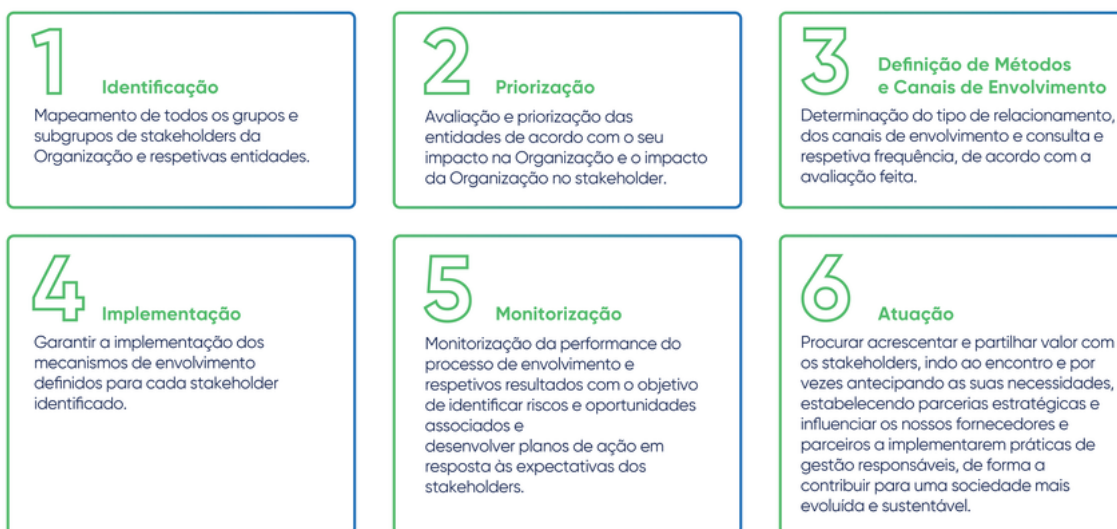 1
Identificação
Mapeamento de todos os grupos e
subgrupos de stakeholders da
Organização e respetivas entidades.
2
Priorização
Avaliação e priorização das
entidades de acordo com o seu
impacto na Organização e o impacto
da Organização no stakeholder.
3
Definição de Métodos
e Canais de Envolvimento
Determinação do tipo de relacionamento,
dos canais de envolvimento e consulta e
respetiva frequência, de acordo com a
avaliação feita.
4
Implementação
Garantir a implementação dos
mecanismos de envolvimento
definidos para cada stakeholder
identificado.
5
Monitorização
Monitorização da performance do
processo de envolvimento e
respetivos resultados com o objetivo
de identificar riscos e oportunidades
associados e
desenvolver planos de ação em
resposta às expectativas dos
stakeholders.
6
Atuação
Procurar acrescentar e partilhar valor com
os stakeholders, indo ao encontro e por
vezes antecipando as suas necessidades,
estabelecendo parcerias estratégicas e
influenciar os nossos fornecedores e
parceiros a implementarem práticas de
gestão responsáveis, de forma a
contribuir para uma sociedade mais
evoluída e sustentável.